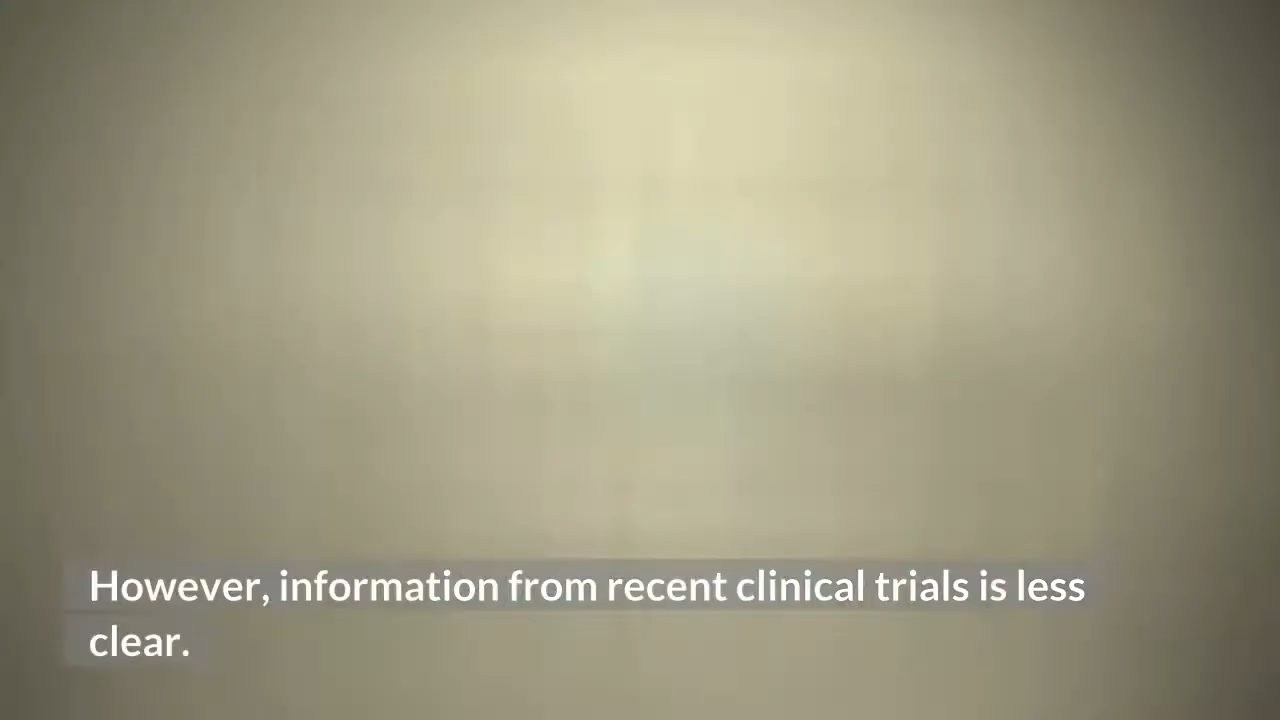 However, information from recent clinical trials is less
clear.